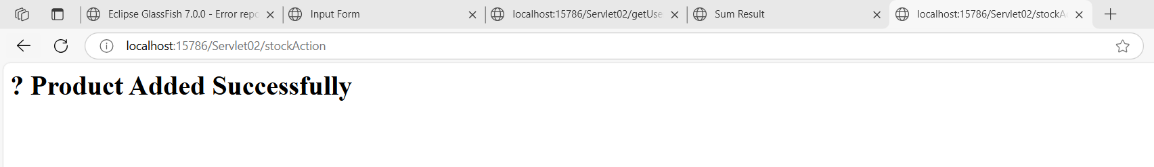 Eclipse GlassFish 7.0.0 - Error repo
Input Form
localhost:15786/Servlet02/getUse
Sum Result
localhost:15786/Servlet02/stockA
localhost:15786/Servlet02/stockAction
? Product Added Successfully